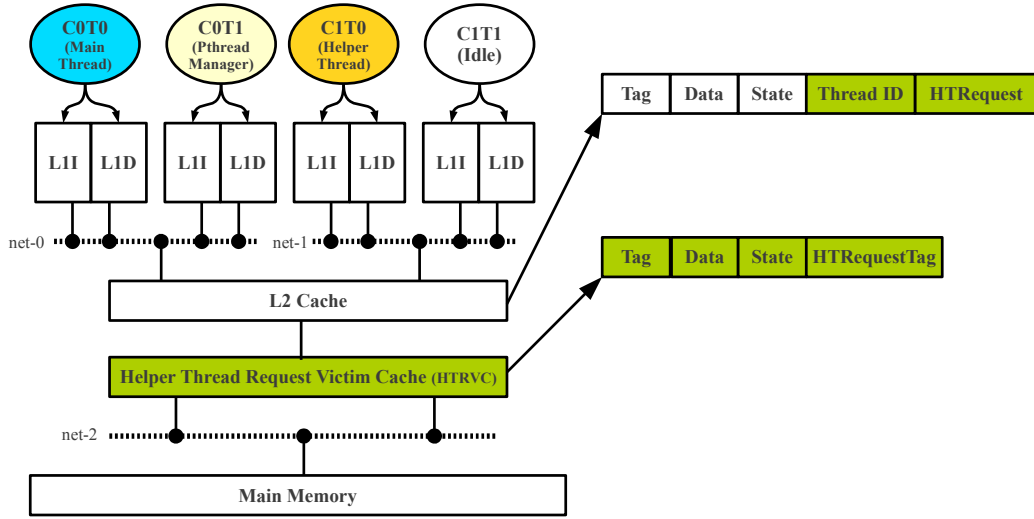 C0T0
(Main
Thread)
C0T1
(Pthread
Manager)
C1T0
(Helper
Thread)
C1T1
(Idle)
Tag Data State Thread ID HTRequest
L1I L1D L1I L1D L1I L1D L1I L1D
net-0 net-1
Tag Data State HTRequestTag
L2 Cache
Helper Thread Request Victim Cache (HTRVC)
net-2
Main Memory